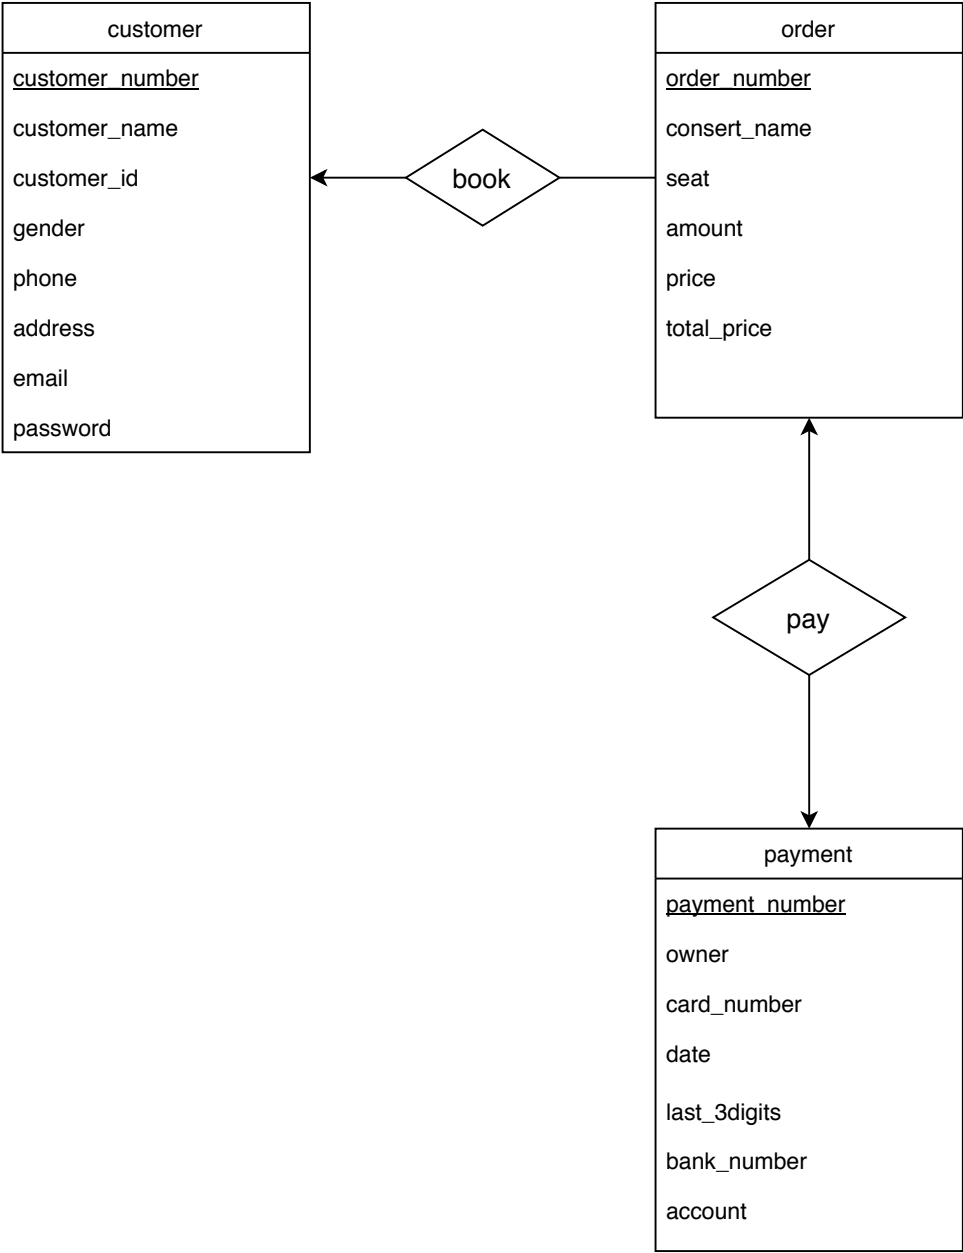 customer
customer_number
customer_name
customer_id
gender
phone
address
email
password
book
order
order_number
consert_name
seat
amount
price
total_price
pay
payment
payment_number
owner
card_number
date
last_3digits
bank_number
account